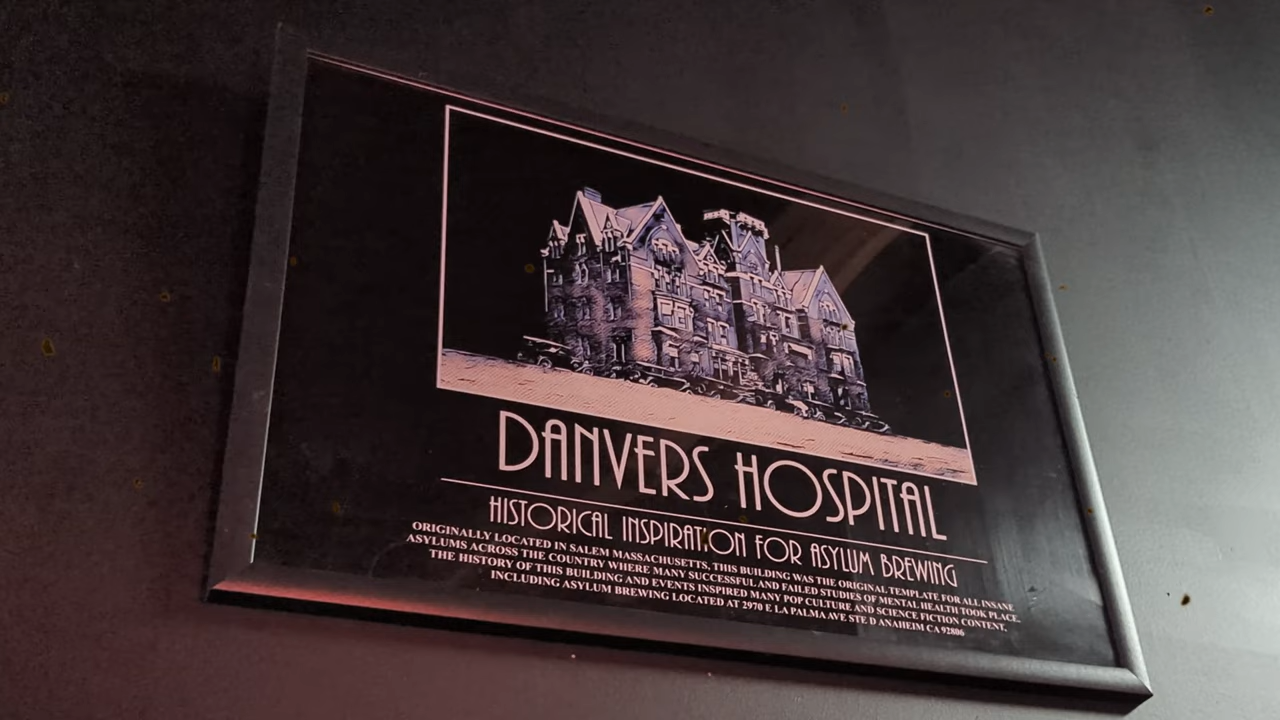 DANVERS HOSPITAL
HISTORICAL INSPIRATION FOR ASYLUM BREWING
ORIGINALLY LOCATED IN SALEM MASSACHUSETTS, THIS BUILDING WAS THE ORIGINAL TEMPLATE FOR ALL INSANE
ASYLUMS ACROSS THE COUNTRY WHERE MANY SUCCESSFUL AND FAILED STUDIES OF MENTAL HEALTH TOOK PLACE.
THE HISTORY OF THIS BUILDING AND EVENTS INSPIRED MANY POP CULTURE AND SCIENCE FICTION CONTENT,
INCLUDING ASYLUM BREWING LOCATED AT 2970 E LA PALMA AVE STE D ANAHEIM CA 92806